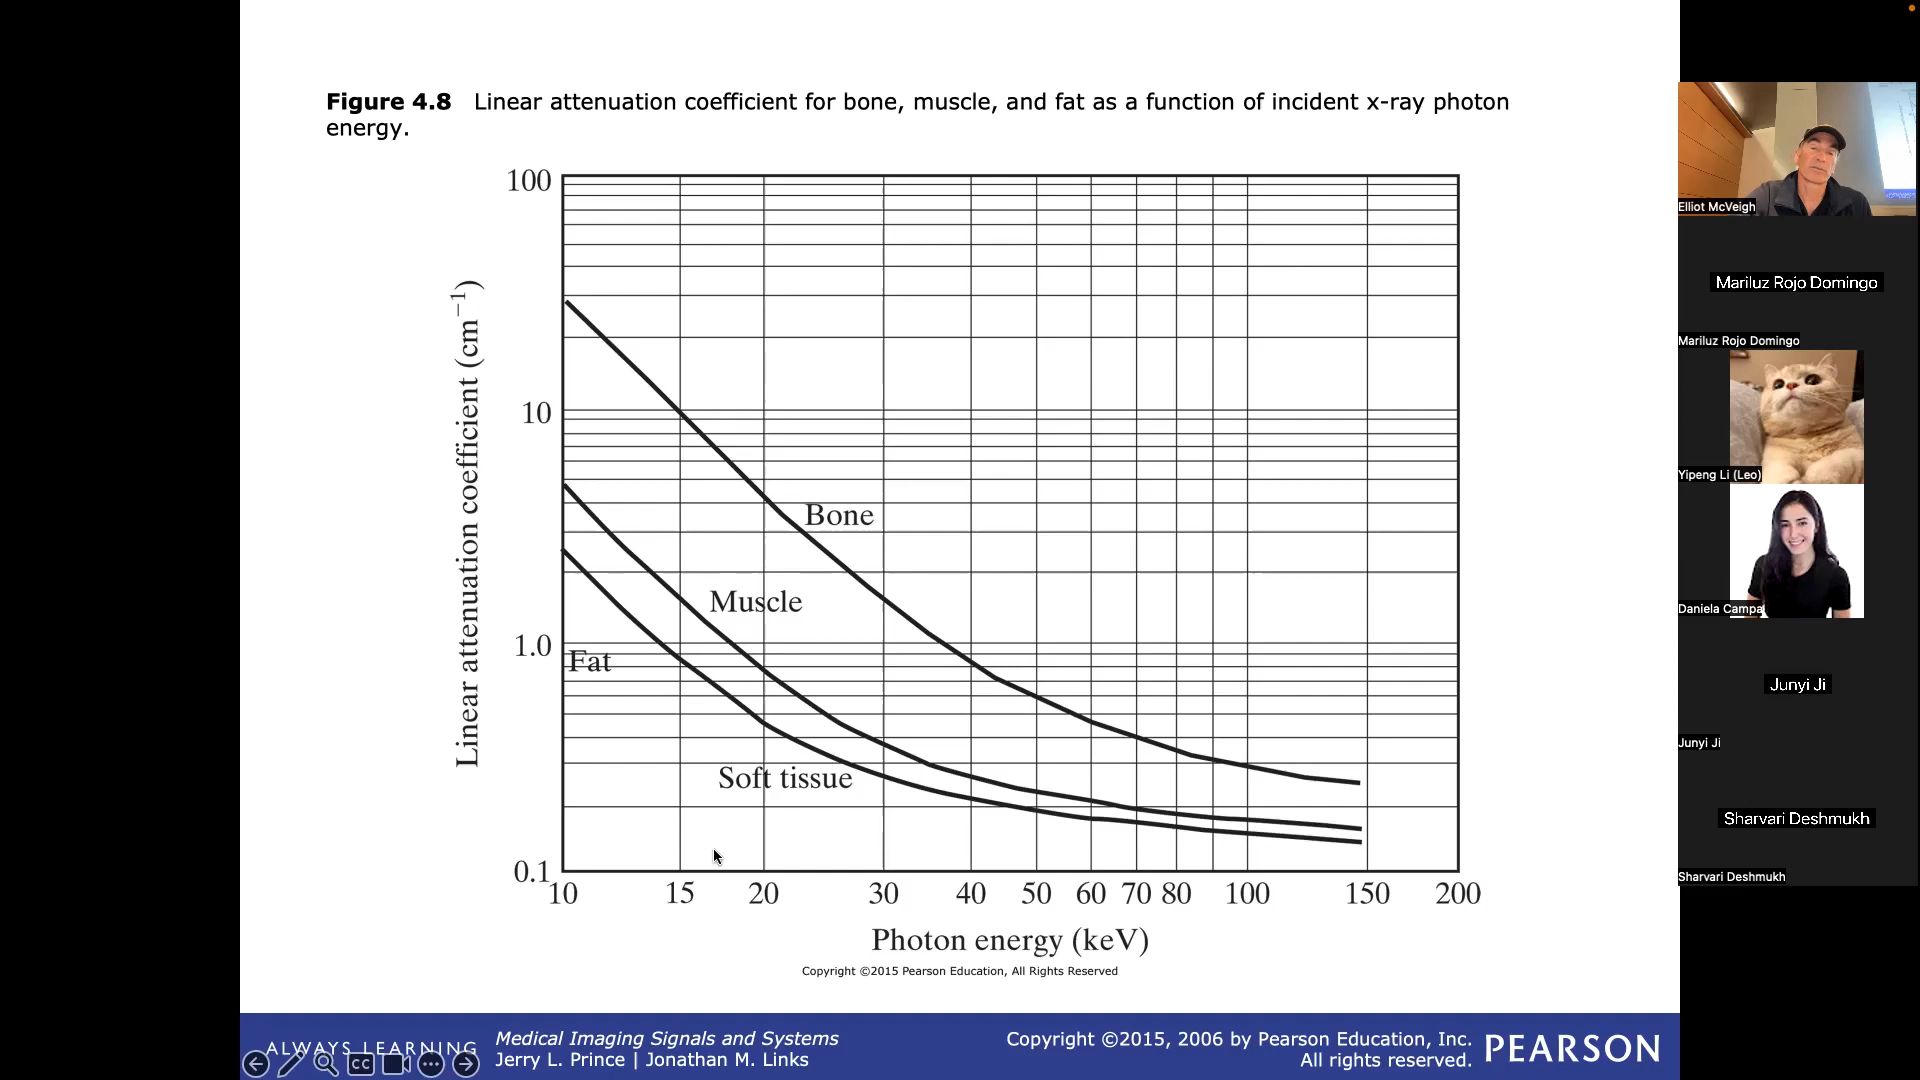 Figure 4.8 Linear attenuation coefficient for bone, muscle, and fat as a function of incident x-ray photon
energy.
Linear attenuation coefficient (cm⁻¹)
100
10
1.0
0.1
Bone
Muscle
Fat
Soft tissue
10 15 20 30 40 50 60 70 80 100 150 200
Photon energy (keV)
Copyright ©2015 Pearson Education, All Rights Reserved
ALWAYS LEARNING
CC
Medical Imaging Signals and Systems
Jerry L. Prince | Jonathan M. Links
Copyright ©2015, 2006 by Pearson Education, Inc.
All rights reserved.
PEARSON
Elliot McVeigh
Mariluz Rojo Domingo
Mariluz Rojo Domingo
Yipeng Li (Leo)
Daniela Campa
Junyi Ji
Junyi Ji
Sharvari Deshmukh
Sharvari Deshmukh